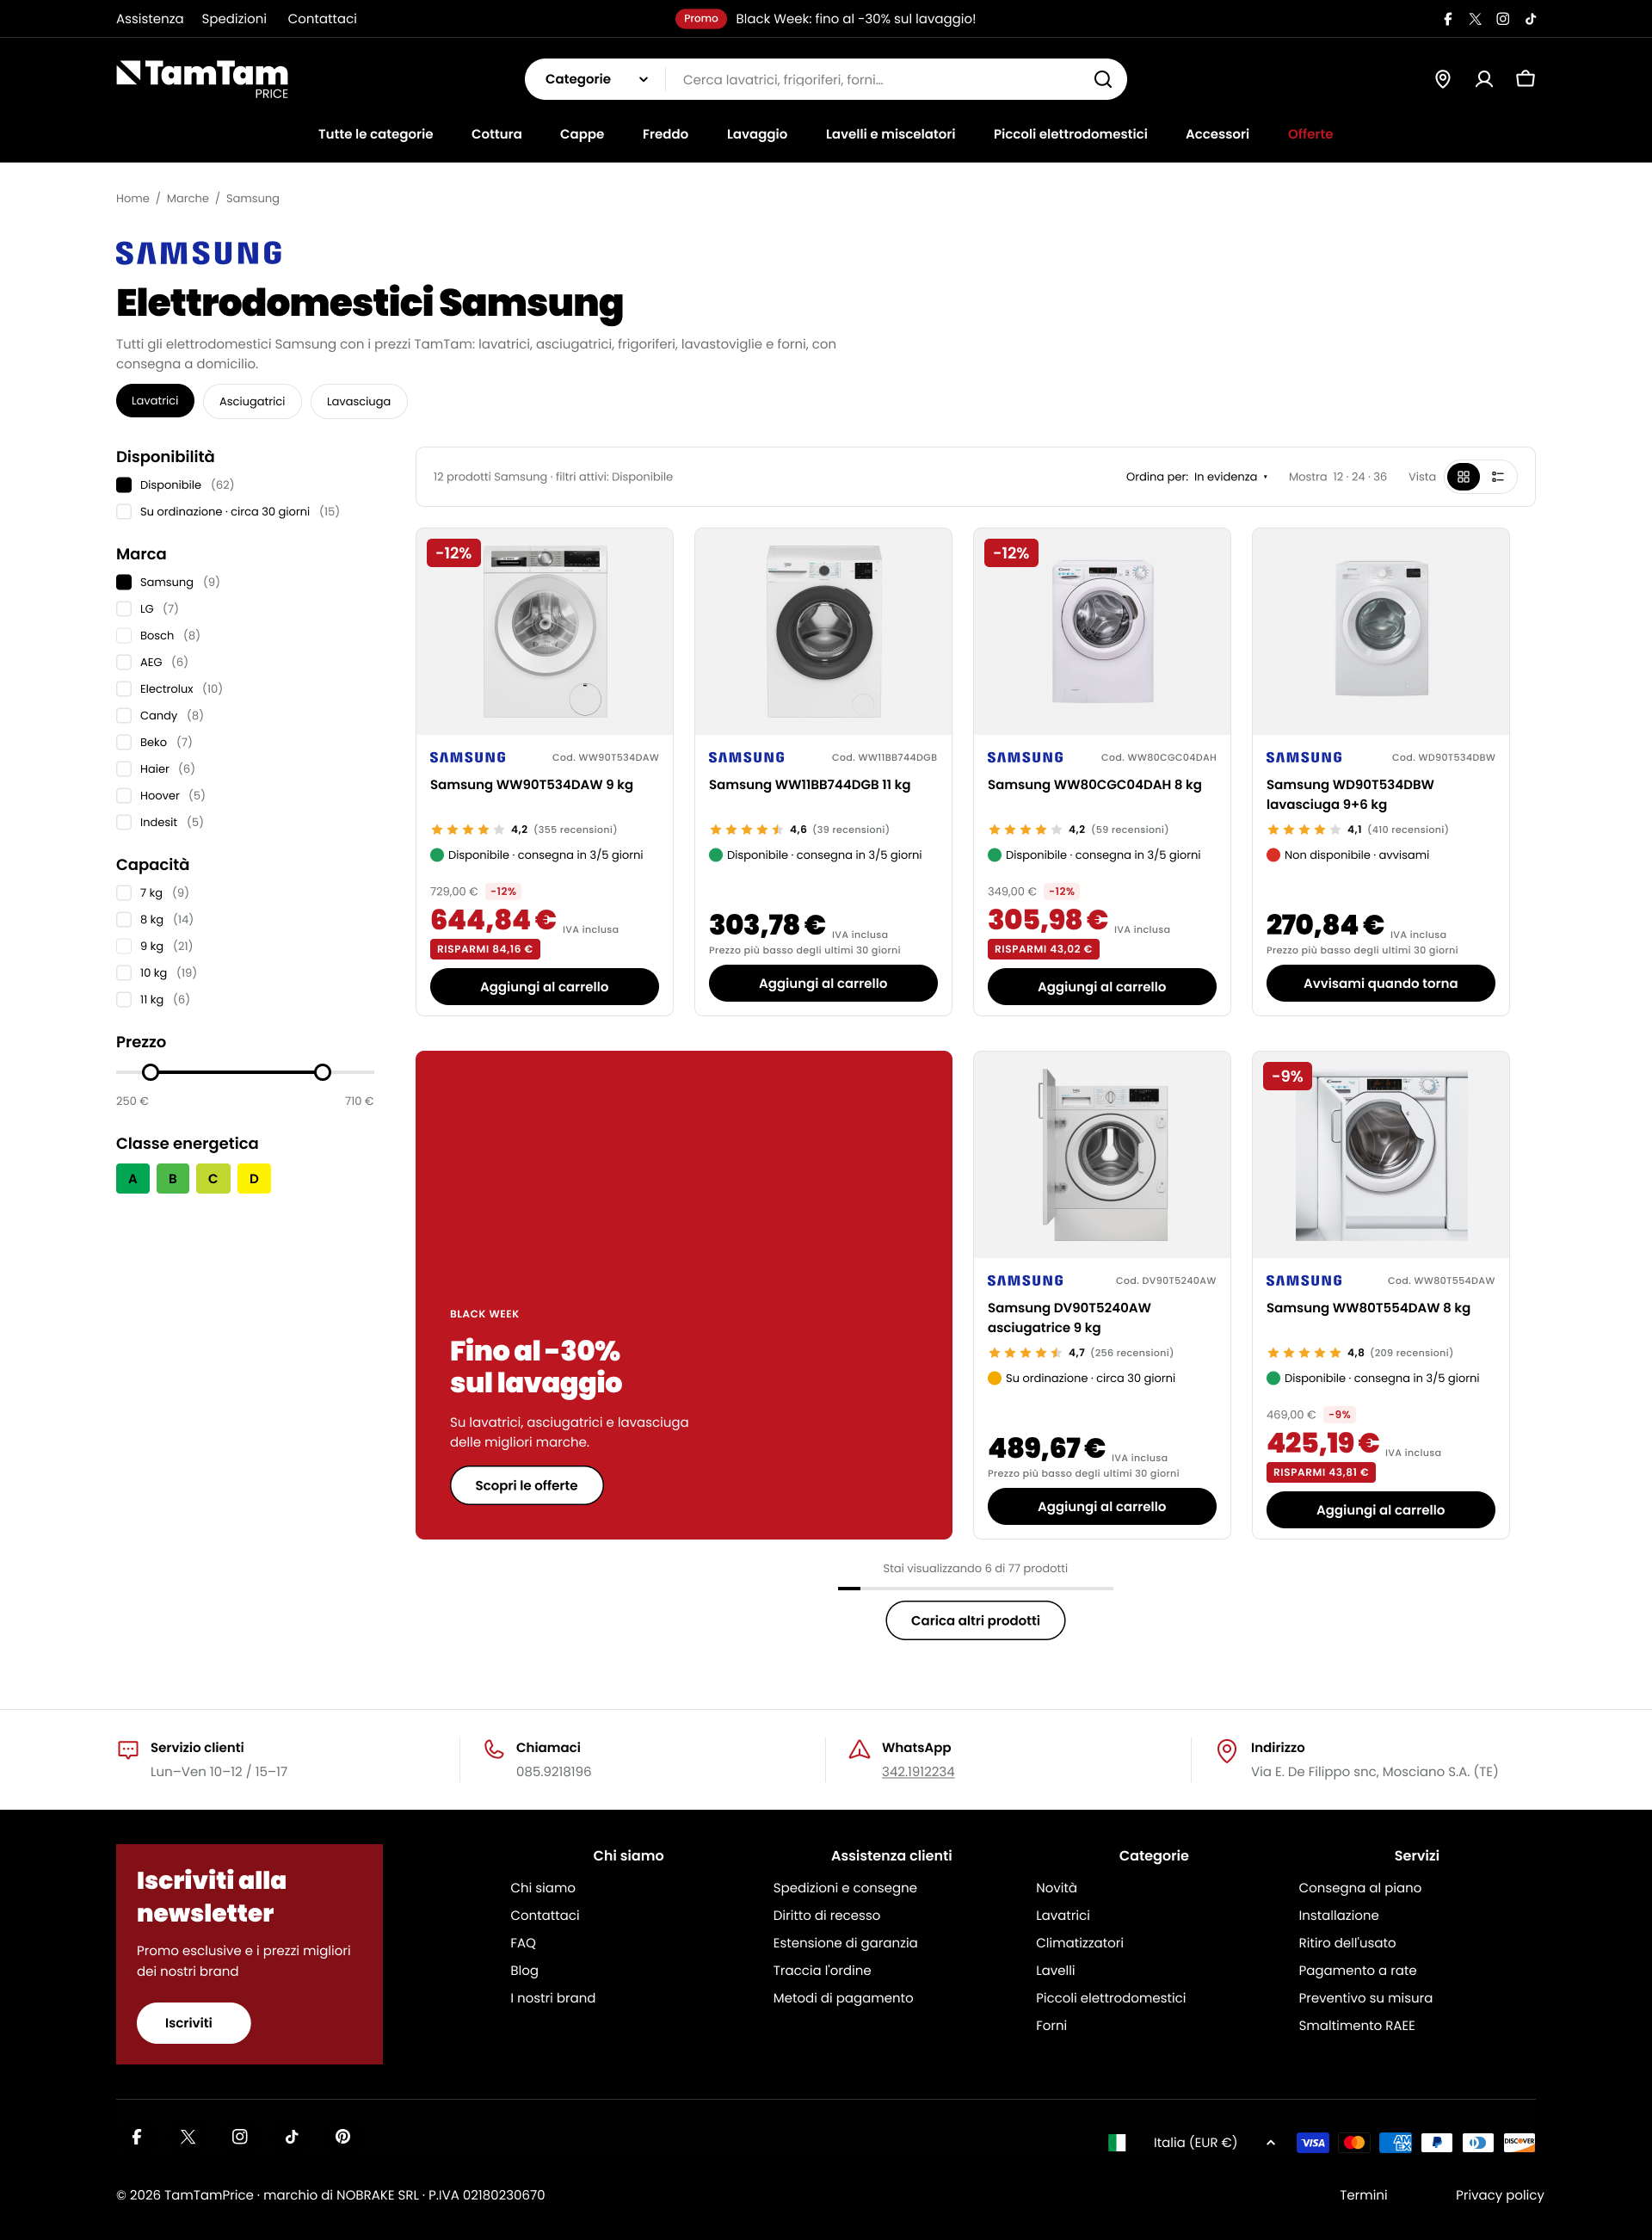 Assistenza Spedizioni Contattaci
Promo Black Week: fino al -30% sul lavaggio!
TamTam
PRICE
Categorie Cerca lavatrici, frigoriferi, forni...
Tutte le categorie Cottura Cappe Freddo Lavaggio Lavelli e miscelatori Piccoli elettrodomestici Accessori Offerte
Home / Marche / Samsung
SAMSUNG
Elettrodomestici Samsung
Tutti gli elettrodomestici Samsung con i prezzi TamTam: lavatrici, asciugatrici, frigoriferi, lavastoviglie e forni, con
consegna a domicilio.
Lavatrici Asciugatrici Lavasciuga
Disponibilità
Disponibile (62)
Su ordinazione · circa 30 giorni (15)
Marca
Samsung (9)
LG (7)
Bosch (8)
AEG (6)
Electrolux (10)
Candy (8)
Beko (7)
Haier (6)
Hoover (5)
Indesit (5)
Capacità
7 kg (9)
8 kg (14)
9 kg (21)
10 kg (19)
11 kg (6)
Prezzo
250 € 710 €
Classe energetica
A B C D
12 prodotti Samsung · filtri attivi: Disponibile
Ordina per: In evidenza Mostra 12 · 24 · 36 Vista
-12%
SAMSUNG Cod. WW90T534DAW
Samsung WW90T534DAW 9 kg
4,2 (355 recensioni)
Disponibile · consegna in 3/5 giorni
729,00 € -12%
644,84 € IVA inclusa
RISPARMI 84,16 €
Aggiungi al carrello
SAMSUNG Cod. WW11BB744DGB
Samsung WW11BB744DGB 11 kg
4,6 (39 recensioni)
Disponibile · consegna in 3/5 giorni
303,78 € IVA inclusa
Prezzo più basso degli ultimi 30 giorni
Aggiungi al carrello
-12%
SAMSUNG Cod. WW80CGC04DAH
Samsung WW80CGC04DAH 8 kg
4,2 (59 recensioni)
Disponibile · consegna in 3/5 giorni
349,00 € -12%
305,98 € IVA inclusa
RISPARMI 43,02 €
Aggiungi al carrello
SAMSUNG Cod. WD90T534DBW
Samsung WD90T534DBW
lavasciuga 9+6 kg
4,1 (410 recensioni)
Non disponibile · avvisami
270,84 € IVA inclusa
Prezzo più basso degli ultimi 30 giorni
Avvisami quando torna
BLACK WEEK
Fino al -30%
sul lavaggio
Su lavatrici, asciugatrici e lavasciuga
delle migliori marche.
Scopri le offerte
SAMSUNG Cod. DV90T5240AW
Samsung DV90T5240AW
asciugatrice 9 kg
4,7 (256 recensioni)
Su ordinazione · circa 30 giorni
489,67 € IVA inclusa
Prezzo più basso degli ultimi 30 giorni
Aggiungi al carrello
-9%
SAMSUNG Cod. WW80T554DAW
Samsung WW80T554DAW 8 kg
4,8 (209 recensioni)
Disponibile · consegna in 3/5 giorni
469,00 € -9%
425,19 € IVA inclusa
RISPARMI 43,81 €
Aggiungi al carrello
Stai visualizzando 6 di 77 prodotti
Carica altri prodotti
Servizio clienti
Lun–Ven 10–12 / 15–17
Chiamaci
085.9218196
WhatsApp
342.1912234
Indirizzo
Via E. De Filippo snc, Mosciano S.A. (TE)
Iscriviti alla
newsletter
Promo esclusive e i prezzi migliori
dei nostri brand
Iscriviti
Chi siamo
Chi siamo
Contattaci
FAQ
Blog
I nostri brand
Assistenza clienti
Spedizioni e consegne
Diritto di recesso
Estensione di garanzia
Traccia l'ordine
Metodi di pagamento
Categorie
Novità
Lavatrici
Climatizzatori
Lavelli
Piccoli elettrodomestici
Forni
Servizi
Consegna al piano
Installazione
Ritiro dell'usato
Pagamento a rate
Preventivo su misura
Smaltimento RAEE
Italia (EUR €) VISA AMEX DISCOVER
© 2026 TamTamPrice · marchio di NOBRAKE SRL · P.IVA 02180230670
Termini Privacy policy